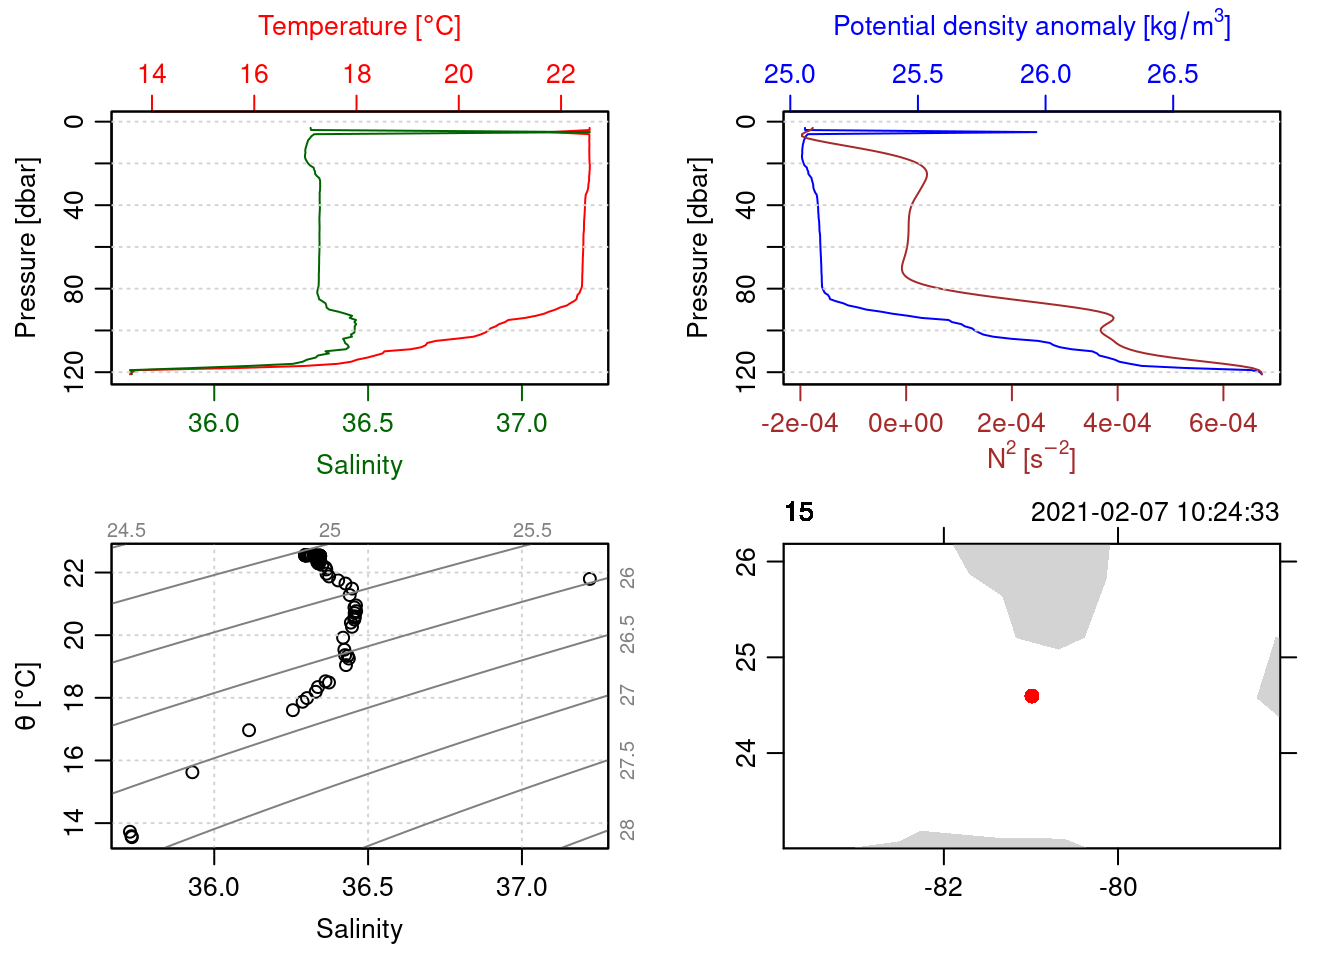 Temperature [°C]
14 16 18 20 22
Pressure [dbar]
0 40 80 120
36.0 36.5 37.0
Salinity
Potential density anomaly [kg/m³]
25.0 25.5 26.0 26.5
Pressure [dbar]
0 40 80 120
-2e-04 0e+00 2e-04 4e-04 6e-04
N² [s⁻²]
24.5 25 25.5
26 26.5 27 27.5 28
θ [°C]
22 20 18 16 14
36.0 36.5 37.0
Salinity
15 2021-02-07 10:24:33
26 25 24
-82 -80